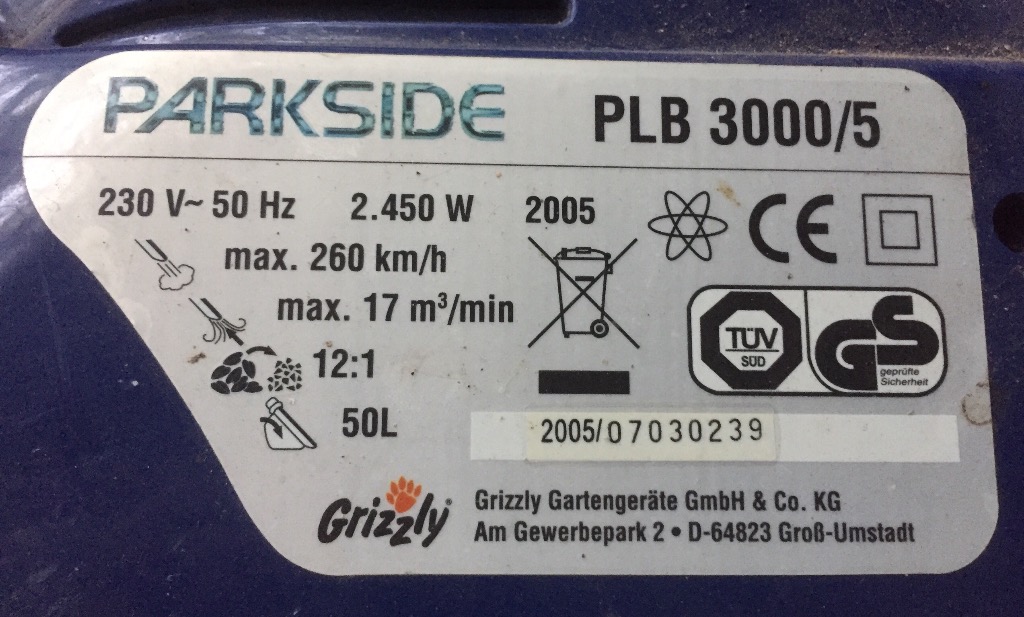 PARKSIDE PLB 3000/5
230 V~ 50 Hz 2.450 W 2005 CE
max. 260 km/h
max. 17 m³/min
TÜV
SÜD
GS
geprüfte
Sicherheit
12:1
50L
2005/07030239
Grizzly®
Grizzly Gartengeräte GmbH & Co. KG
Am Gewerbepark 2 • D-64823 Groß-Umstadt